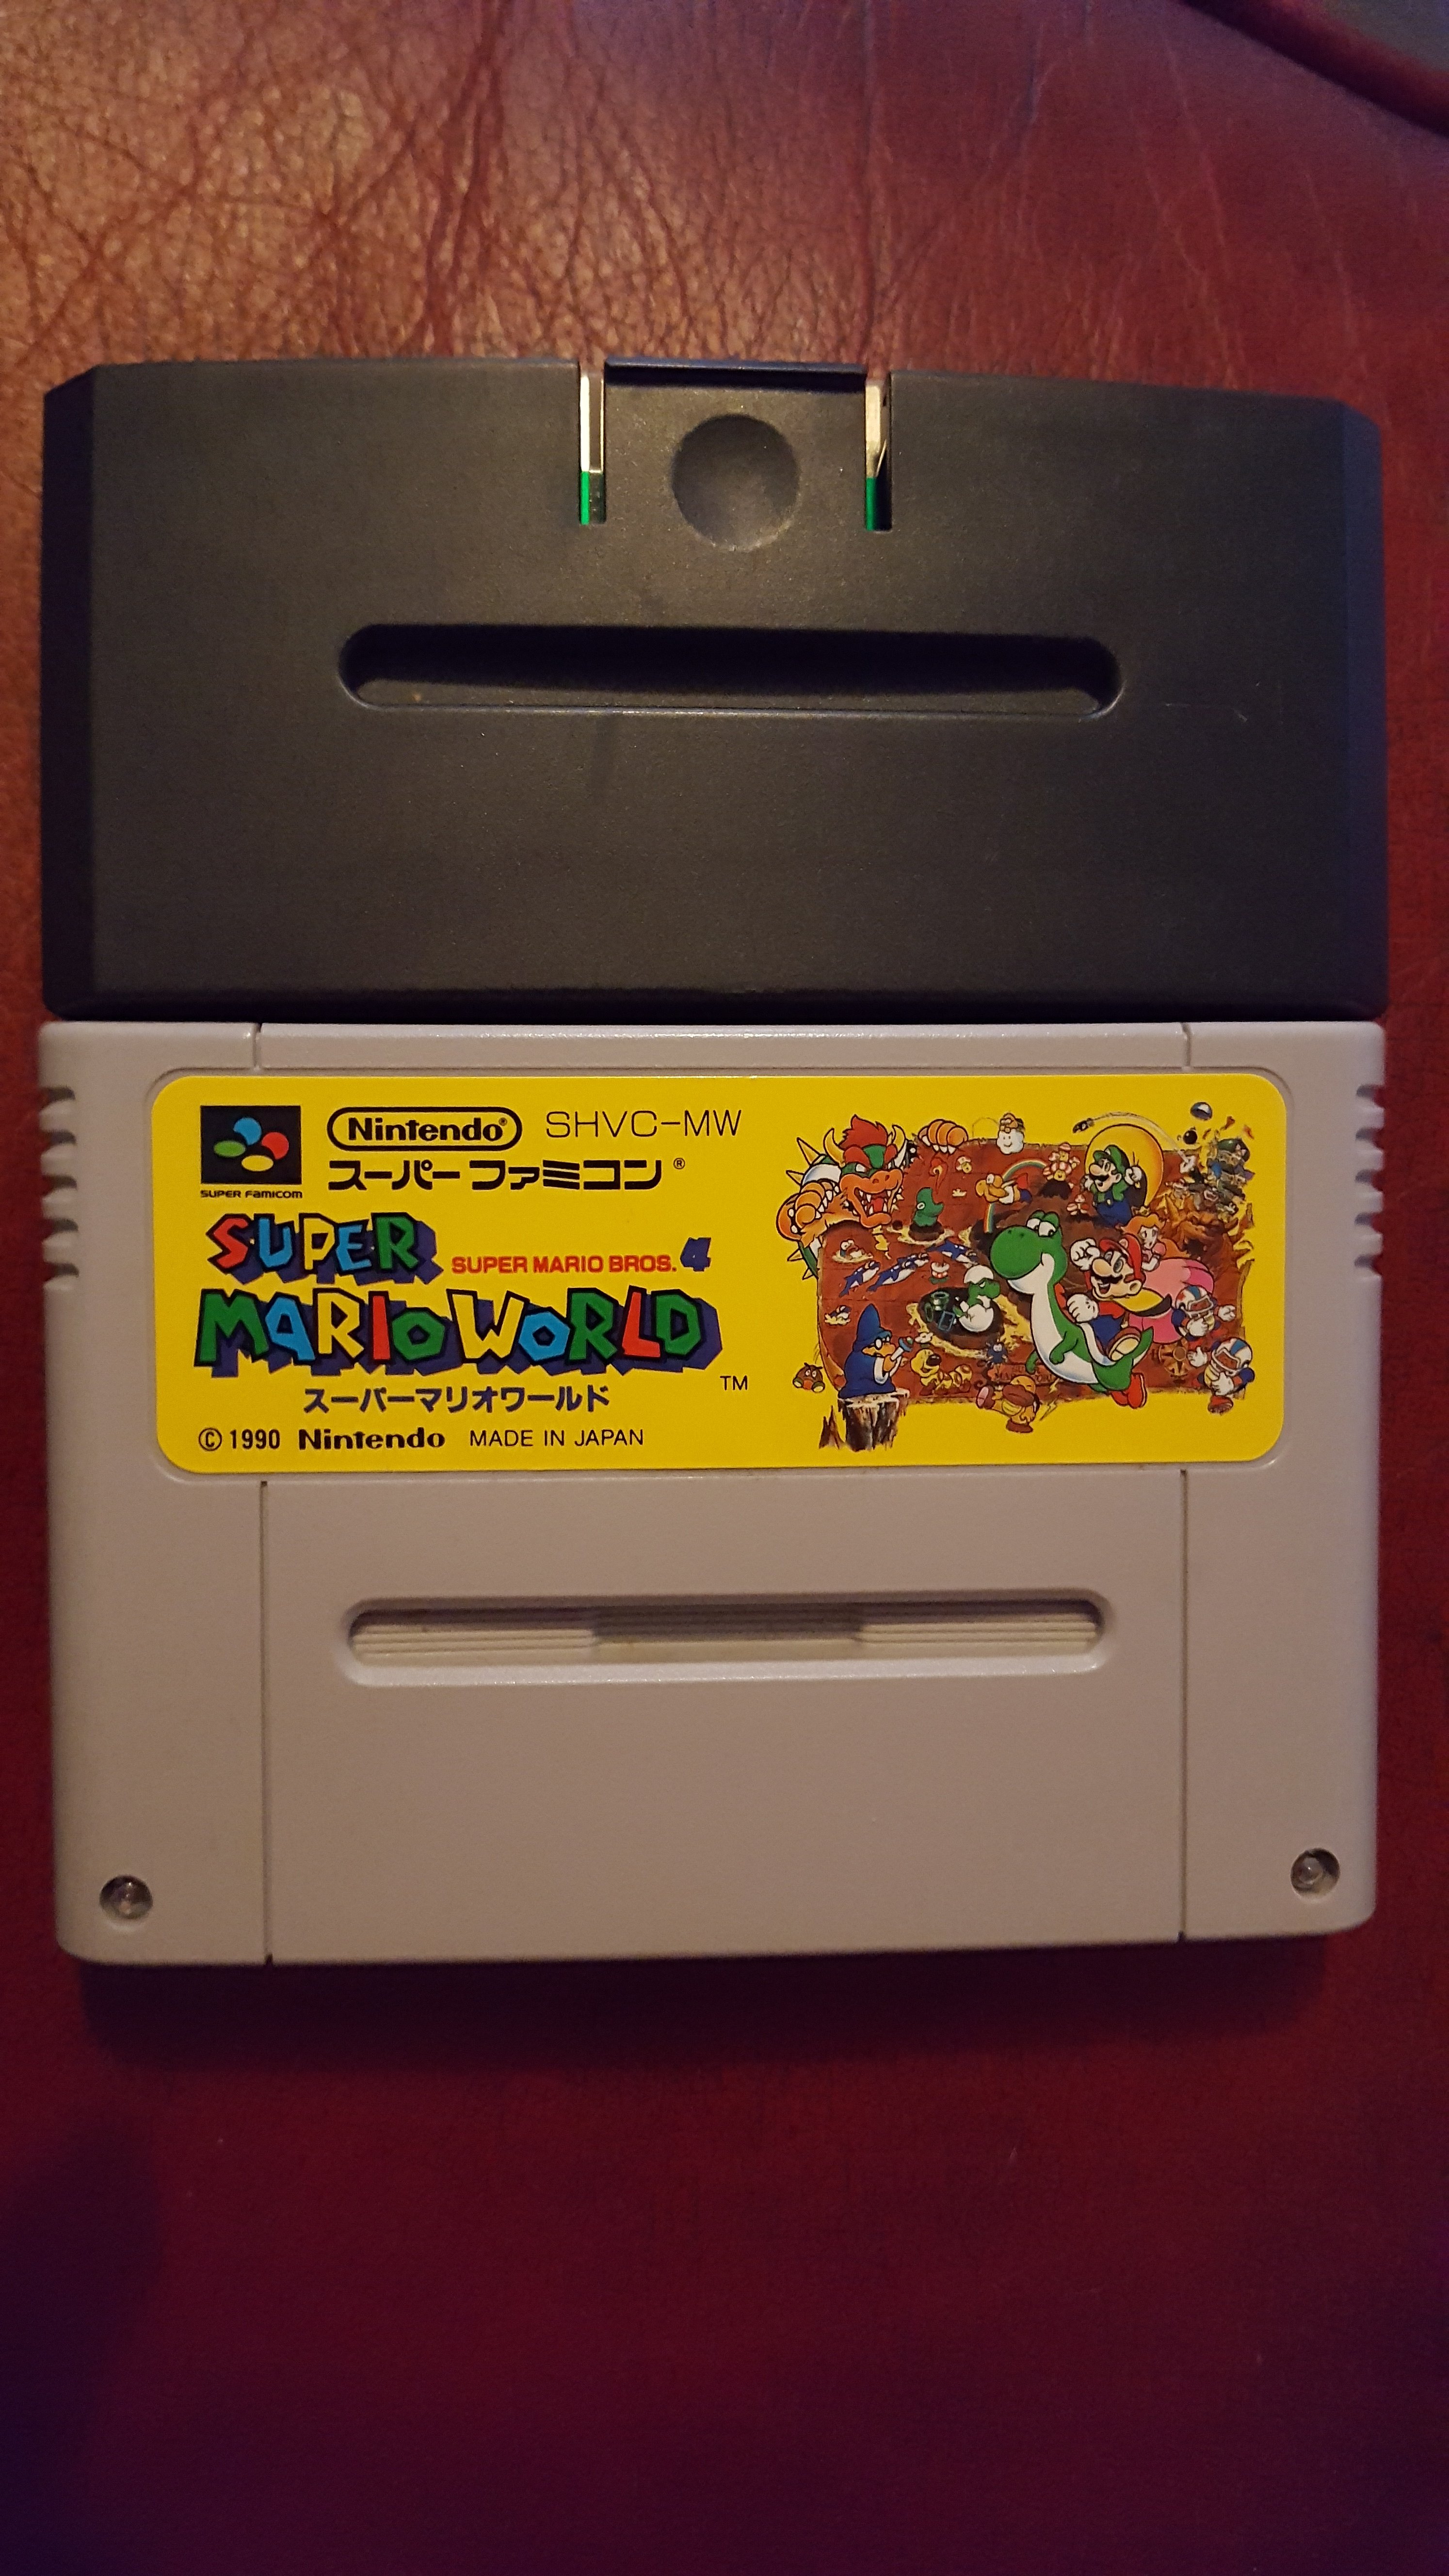 Nintendo® SHVC-MW
スーパーファミコン®
SUPER FAMICOM
SUPER SUPER MARIO BROS. 4
MARIO WORLD TM
スーパーマリオワールド
© 1990 Nintendo MADE IN JAPAN